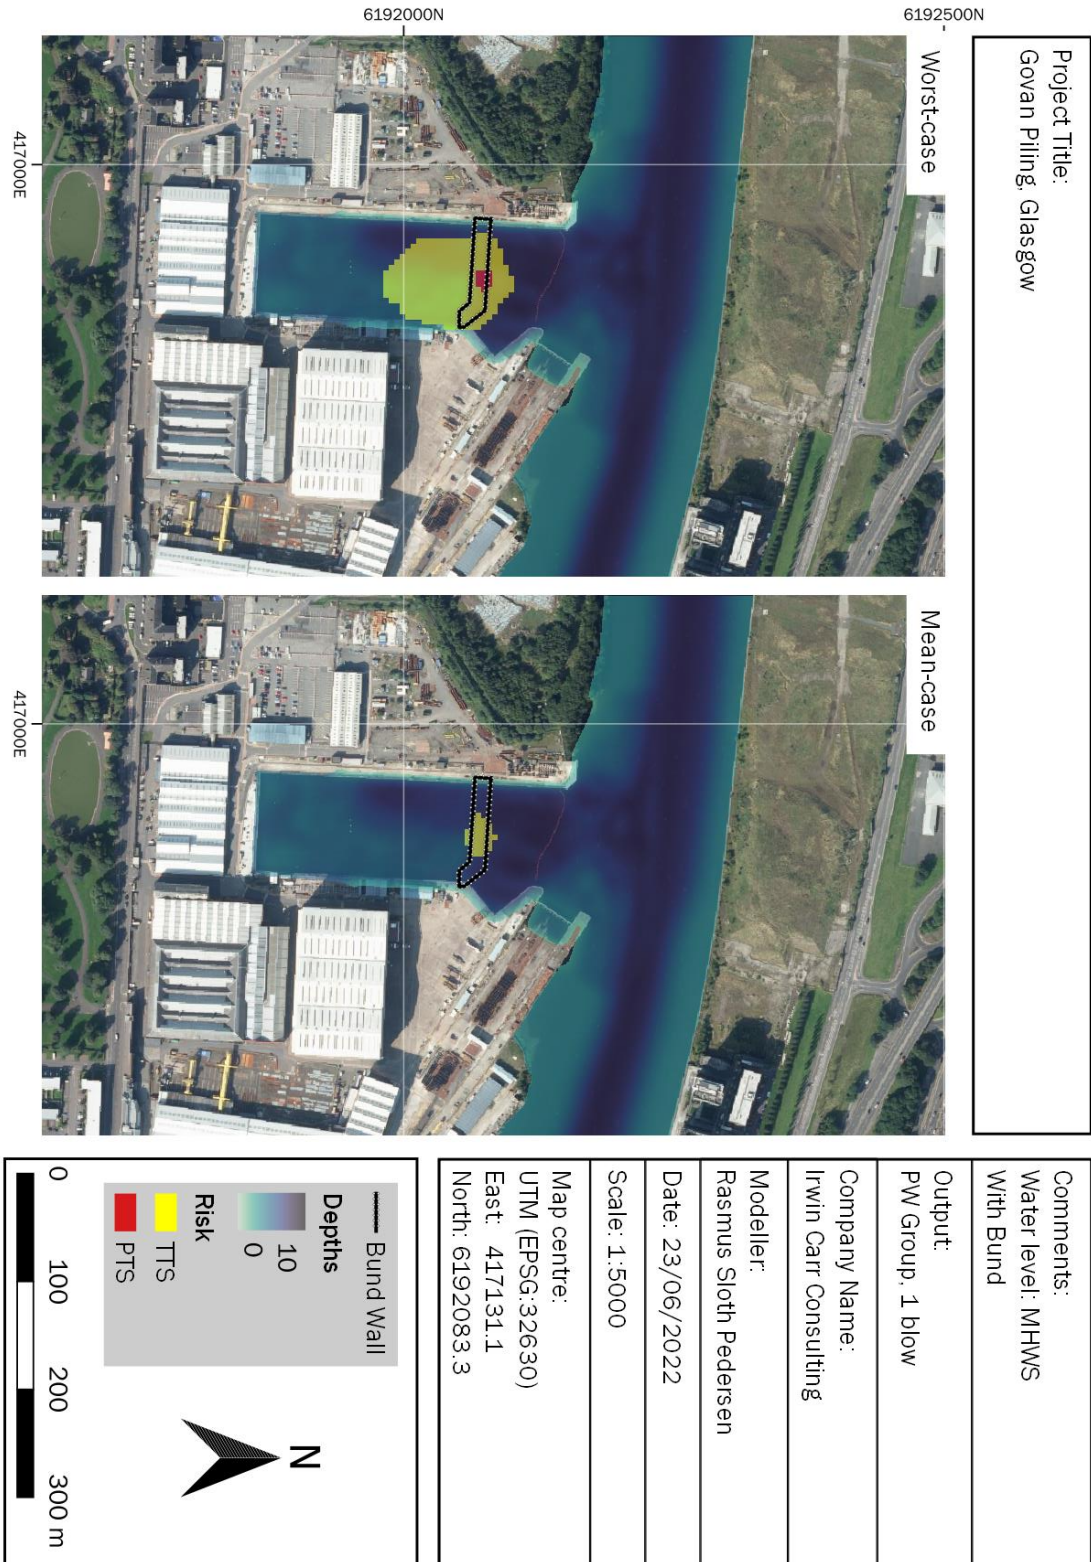 Project Title:
Govan Piling, Glasgow
Worst-case
Mean-case
6192000N
6192500N
417000E
417000E
Comments:
Water level: MHWS
With Bund
Output:
PW Group, 1 blow
Company Name:
Irwin Carr Consulting
Modeller:
Rasmus Sloth Pedersen
Date: 23/06/2022
Scale: 1:5000
Map centre:
UTM (EPSG:32630)
East: 417131.1
North: 6192083.3
Bund Wall
Depths
10
0
Risk
TTS
PTS
N
0 100 200 300 m